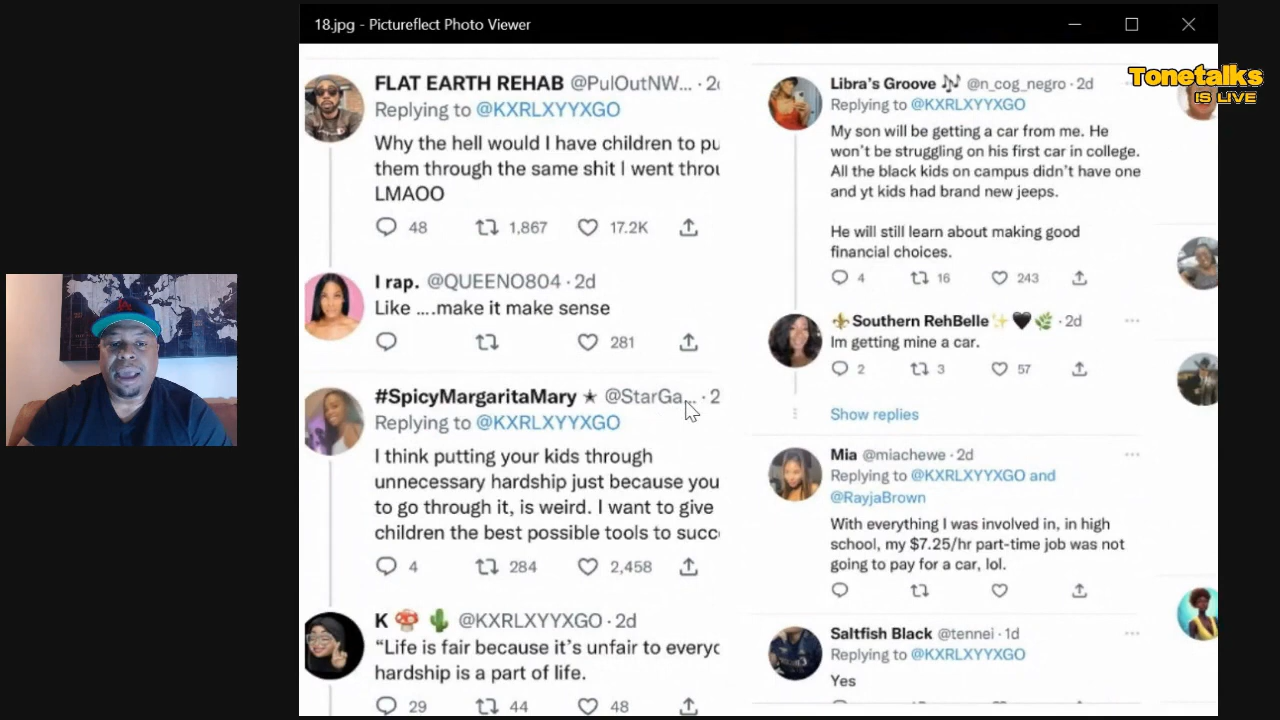 18.jpg - Pictureflect Photo Viewer
Tonetalks
IS LIVE
FLAT EARTH REHAB @PulOutNW... · 2d
Replying to @KXRLXYYXGO
Why the hell would I have children to pu
them through the same shit I went throu
LMAOO
48 1,867 17.2K
I rap. @QUEENO804 · 2d
Like ....make it make sense
281
#SpicyMargaritaMary ★ @StarGa... · 2
Replying to @KXRLXYYXGO
I think putting your kids through
unnecessary hardship just because you
to go through it, is weird. I want to give
children the best possible tools to succ
4 284 2,458
K 🍄 🌵 @KXRLXYYXGO · 2d
“Life is fair because it’s unfair to everyo
hardship is a part of life.
29 44 48
Libra’s Groove 🎶 @n_cog_negro · 2d
Replying to @KXRLXYYXGO
My son will be getting a car from me. He
won’t be struggling on his first car in college.
All the black kids on campus didn’t have one
and yt kids had brand new jeeps.
He will still learn about making good
financial choices.
4 16 243
⚜️Southern RehBelle✨🖤🌿 · 2d
Im getting mine a car.
2 3 57
Show replies
Mia @miachewe · 2d
Replying to @KXRLXYYXGO and
@RayjaBrown
With everything I was involved in, in high
school, my $7.25/hr part-time job was not
going to pay for a car, lol.
Saltfish Black @tennei · 1d
Replying to @KXRLXYYXGO
Yes